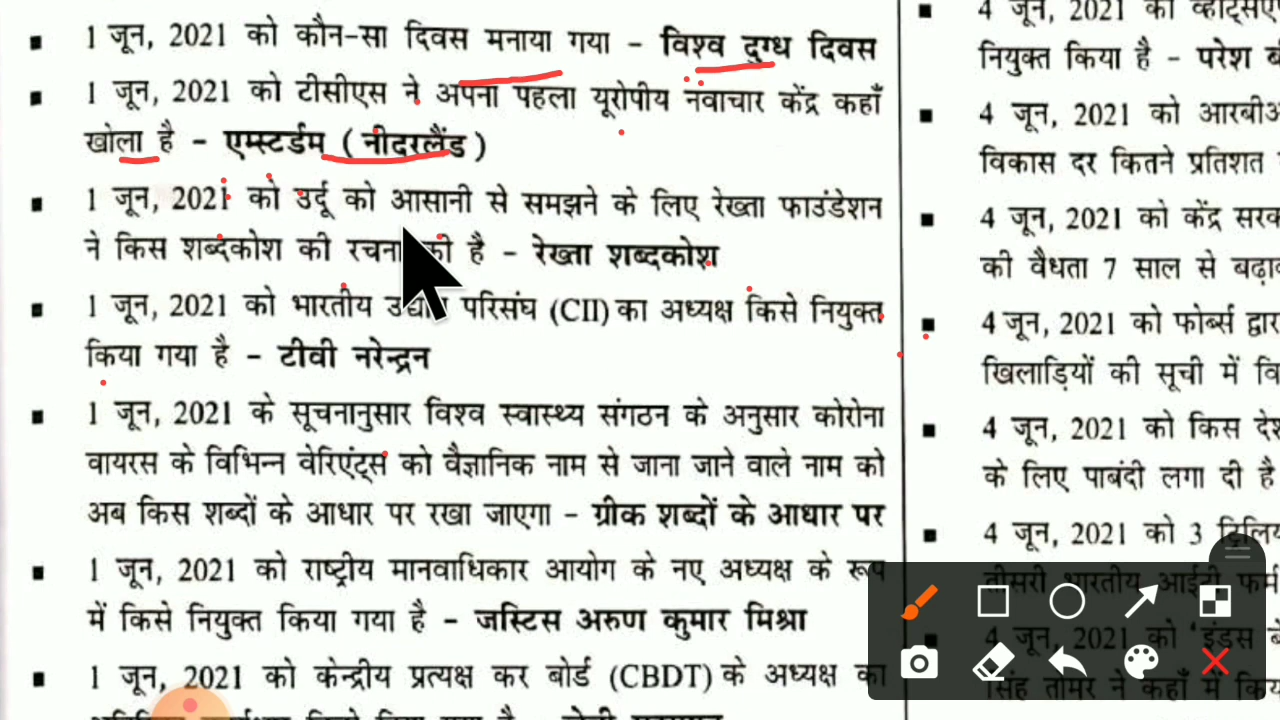 1 जून, 2021 को कौन-सा दिवस मनाया गया - विश्व दुग्ध दिवस
1 जून, 2021 को टीसीएस ने अपना पहला यूरोपीय नवाचार केंद्र कहाँ
खोला है - एम्स्टर्डम (नीदरलैंड)
1 जून, 2021 को उर्दू को आसानी से समझने के लिए रेख्ता फाउंडेशन
ने किस शब्दकोश की रचना की है - रेख्ता शब्दकोश
1 जून, 2021 को भारतीय उद्योग परिसंघ (CII) का अध्यक्ष किसे नियुक्त
किया गया है - टीवी नरेन्द्रन
1 जून, 2021 के सूचनानुसार विश्व स्वास्थ्य संगठन के अनुसार कोरोना
वायरस के विभिन्न वेरिएंट्स को वैज्ञानिक नाम से जाना जाने वाले नाम को
अब किस शब्दों के आधार पर रखा जाएगा - ग्रीक शब्दों के आधार पर
1 जून, 2021 को राष्ट्रीय मानवाधिकार आयोग के नए अध्यक्ष के रूप
में किसे नियुक्त किया गया है - जस्टिस अरुण कुमार मिश्रा
1 जून, 2021 को केन्द्रीय प्रत्यक्ष कर बोर्ड (CBDT) के अध्यक्ष का
4 जून, 2021 को
नियुक्त किया है - परेश
4 जून, 2021 को
विकास दर कितने प्रतिशत
4 जून, 2021 को केंद्र
की वैधता 7 साल से
4 जून, 2021 को फोर्ब्स
खिलाड़ियों की सूची में
4 जून, 2021 को किस
के लिए पाबंदी लगा दी है
4 जून, 2021 को 3
तीसरी भारतीय आईटी
4 जून, 2021 को 'इंडस
सिंह तोमर ने कहाँ में